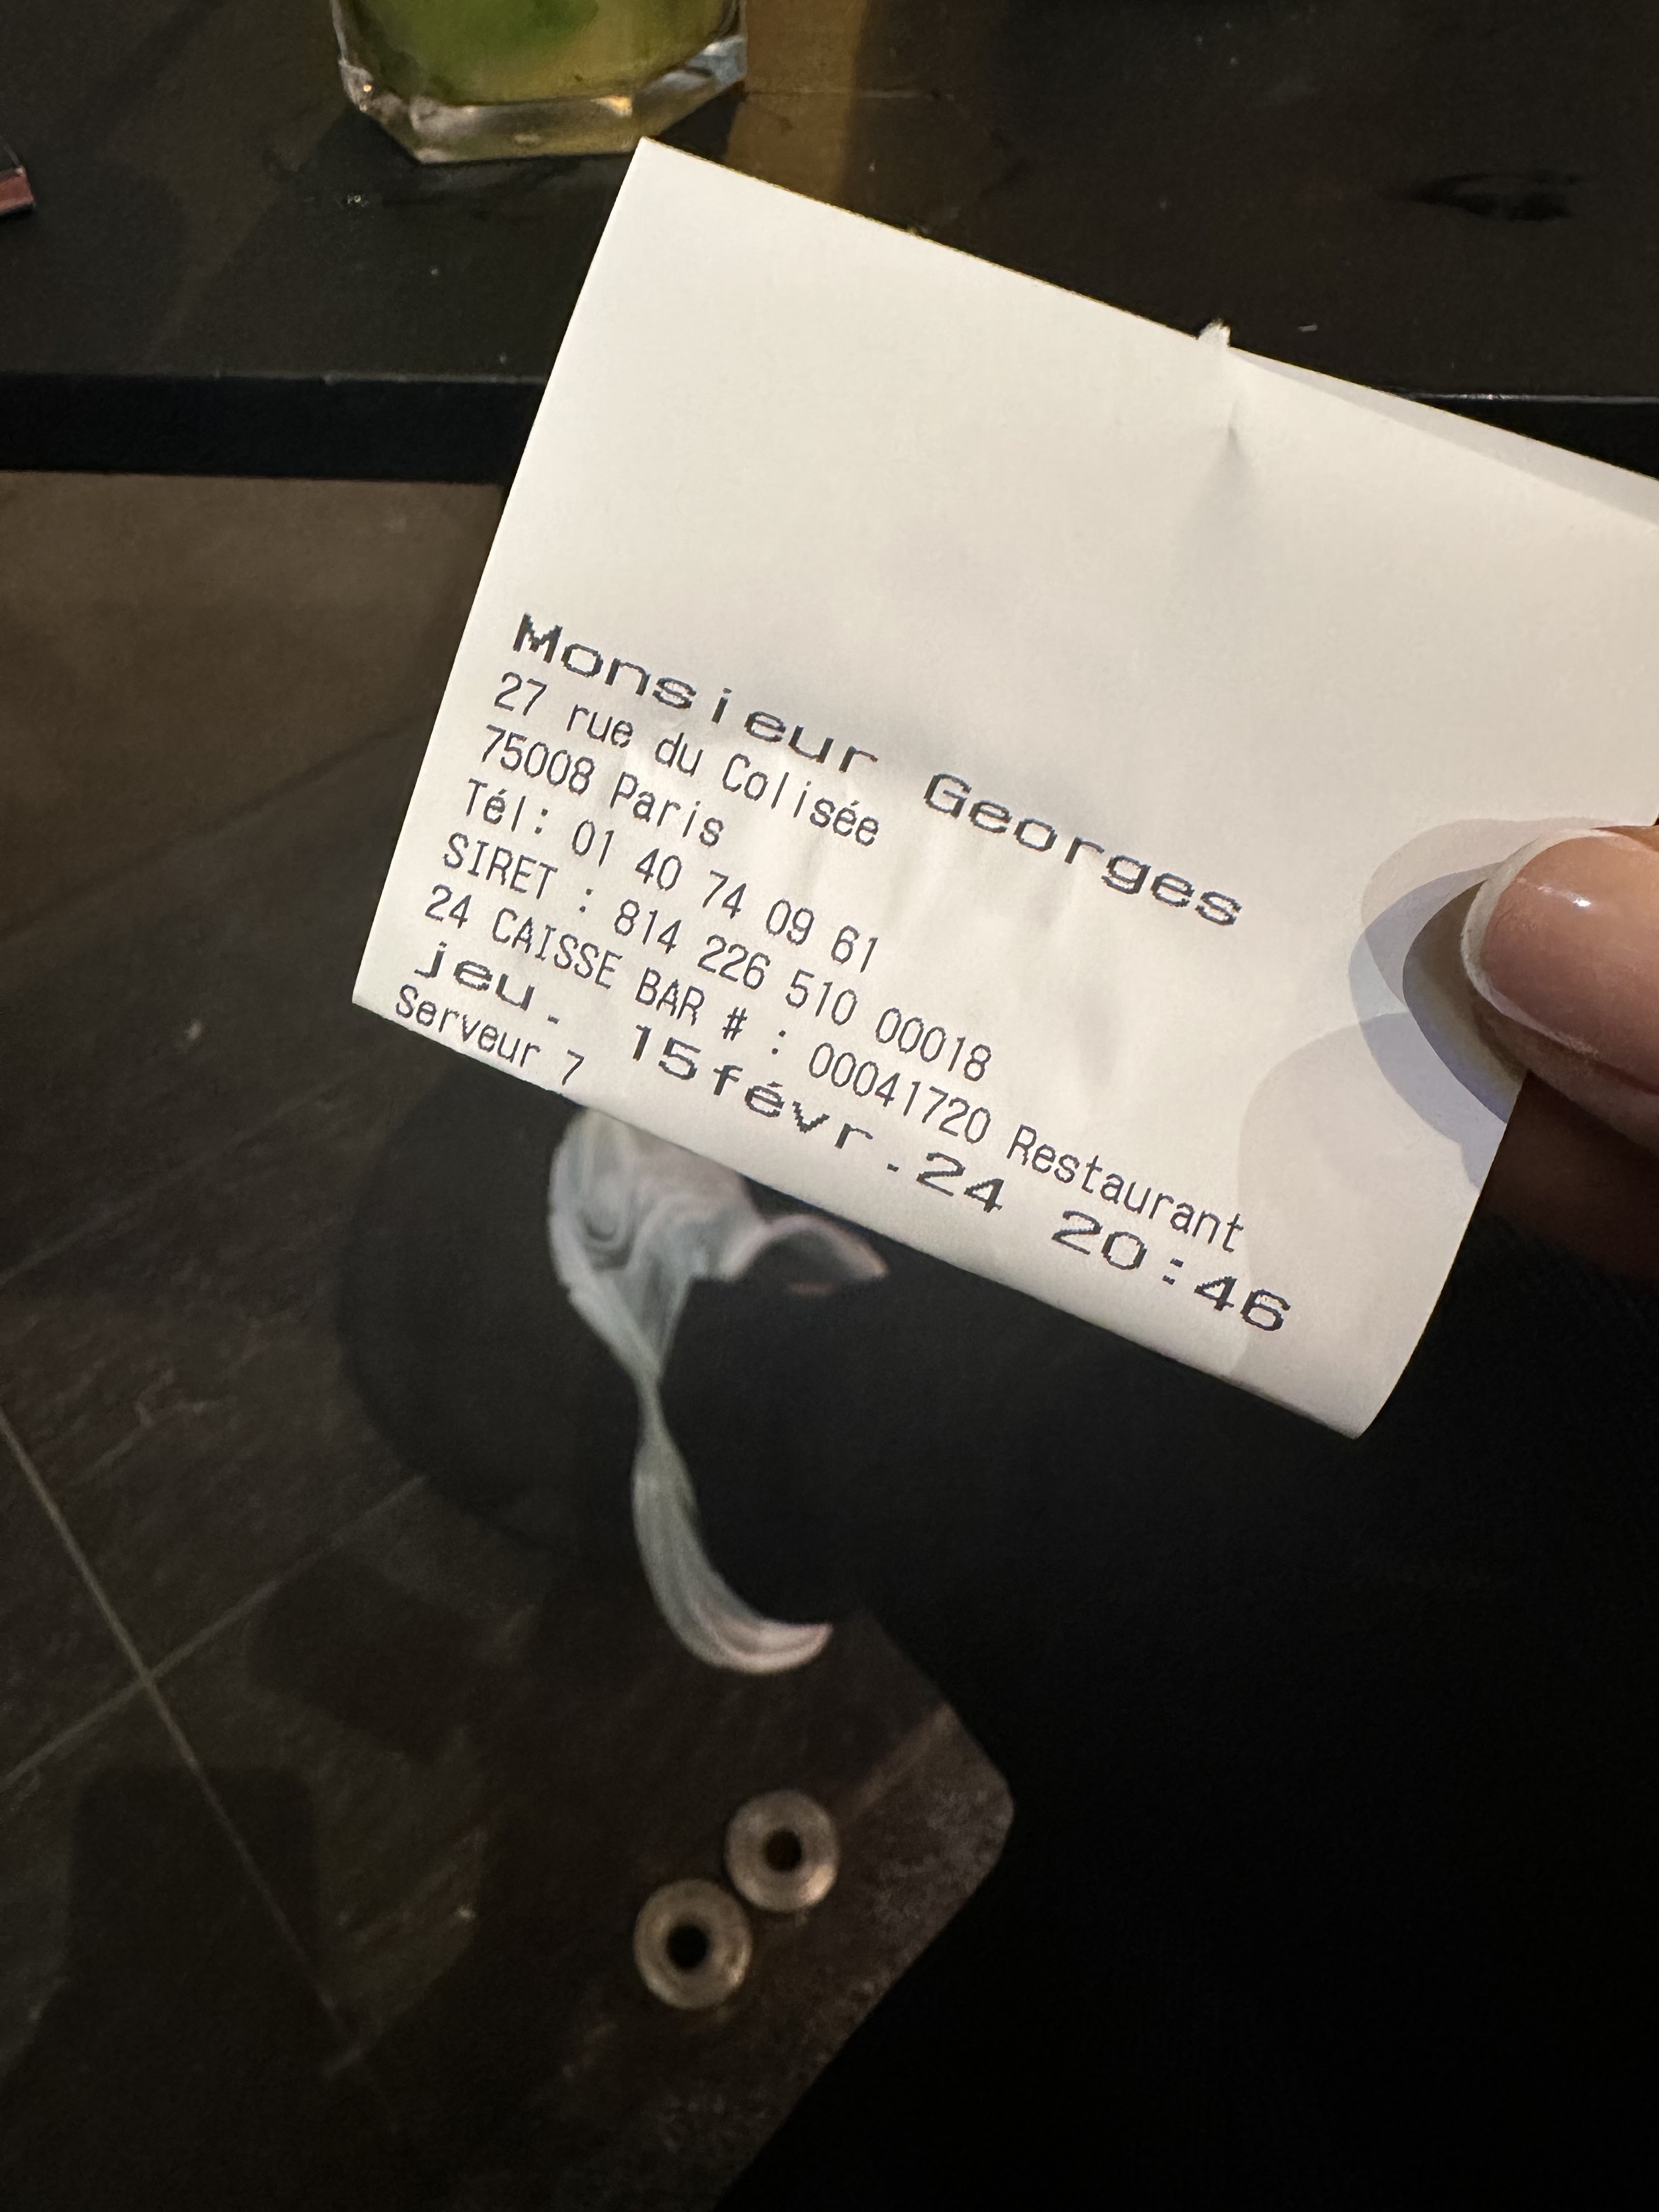 Monsieur Georges
27 rue du Colisée
75008 Paris
Tél: 01 40 74 09 61
SIRET : 814 226 510 00018
24 CAISSE BAR # : 00041720 Restaurant
jeu. 15févr.24 20:46
Serveur 7